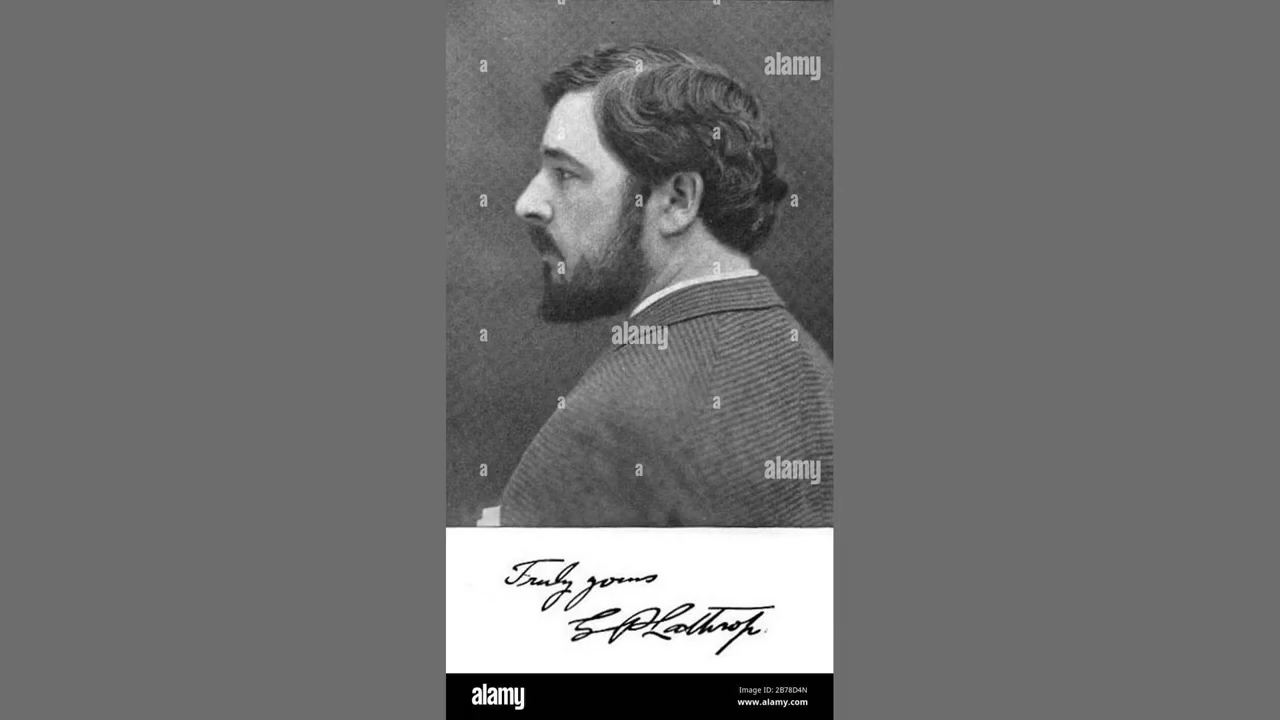 a a
a alamy
a a
a a a
a a
a alamy a
a a
a a alamy
Truly yours
G P Lathrop.
alamy
Image ID: 2B78D4N
www.alamy.com